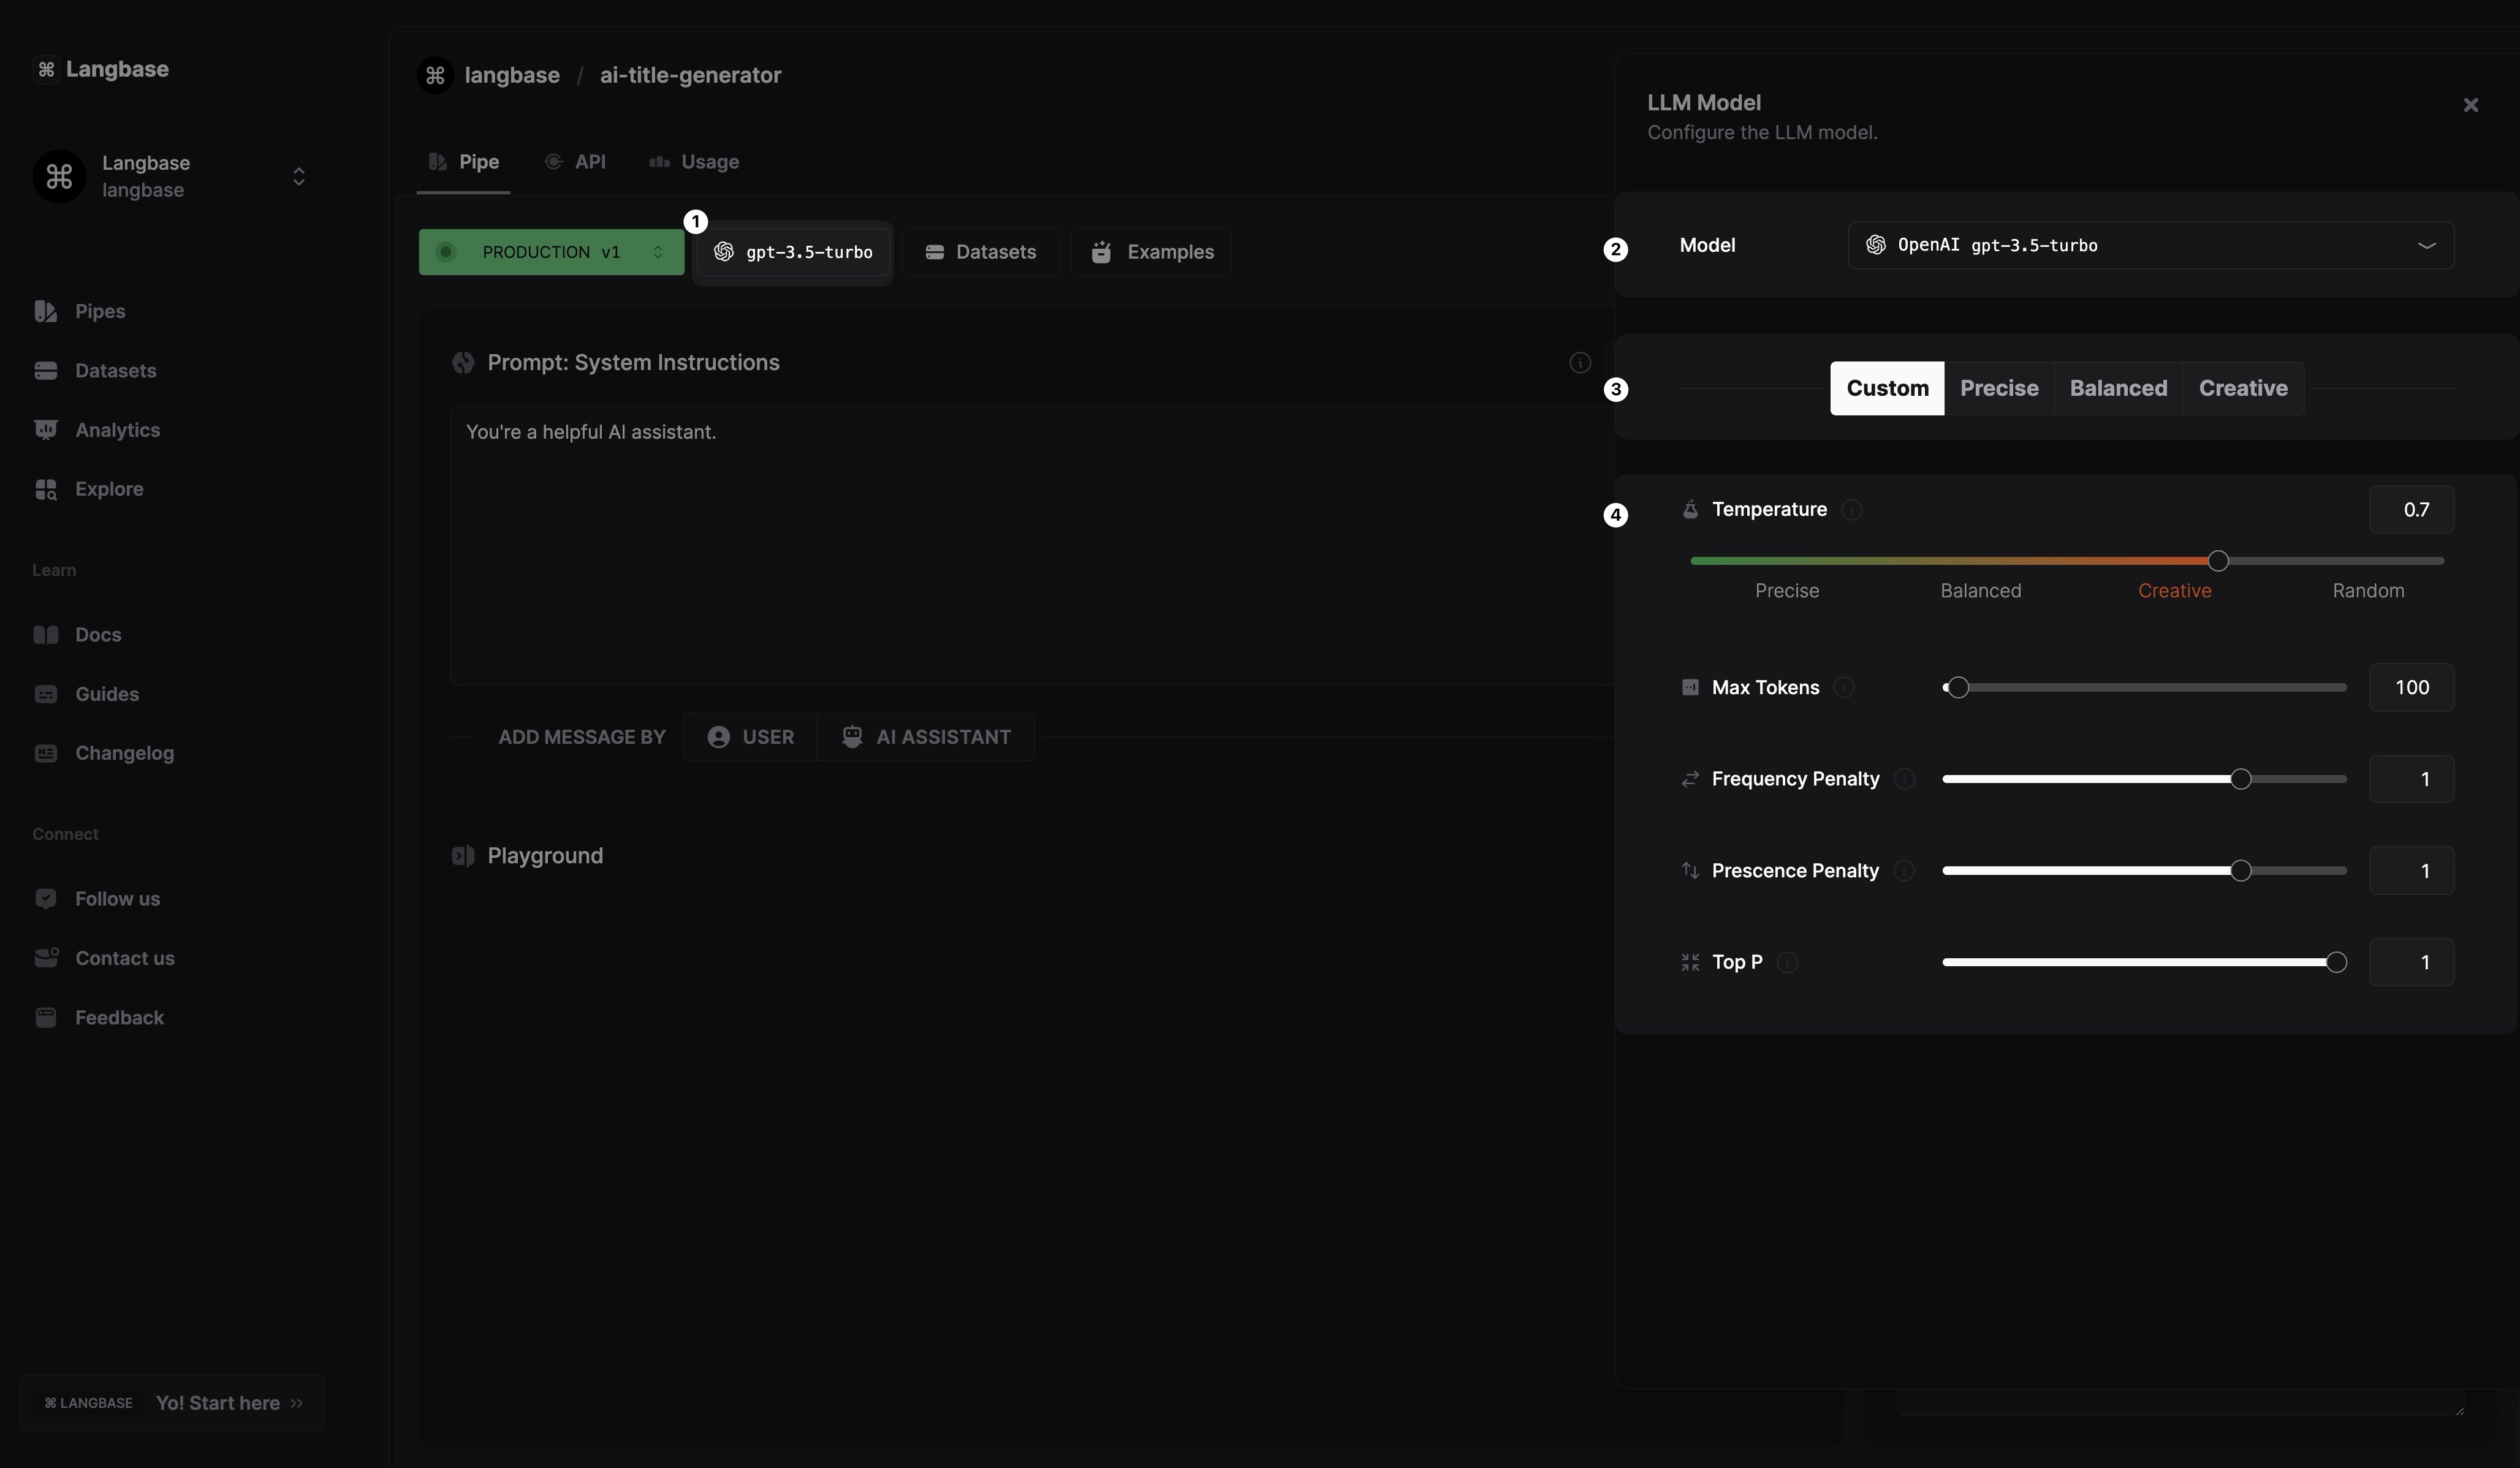 Langbase
Langbase
langbase
Pipes
Datasets
Analytics
Explore
Learn
Docs
Guides
Changelog
Connect
Follow us
Contact us
Feedback
⌘ LANGBASE Yo! Start here
langbase / ai-title-generator
Pipe API Usage
1
PRODUCTION v1 gpt-3.5-turbo Datasets Examples
Prompt: System Instructions
You're a helpful AI assistant.
ADD MESSAGE BY USER AI ASSISTANT
Playground
LLM Model
Configure the LLM model.
2 Model OpenAI gpt-3.5-turbo
3 Custom Precise Balanced Creative
4 Temperature 0.7
Precise Balanced Creative Random
Max Tokens 100
Frequency Penalty 1
Prescence Penalty 1
Top P 1